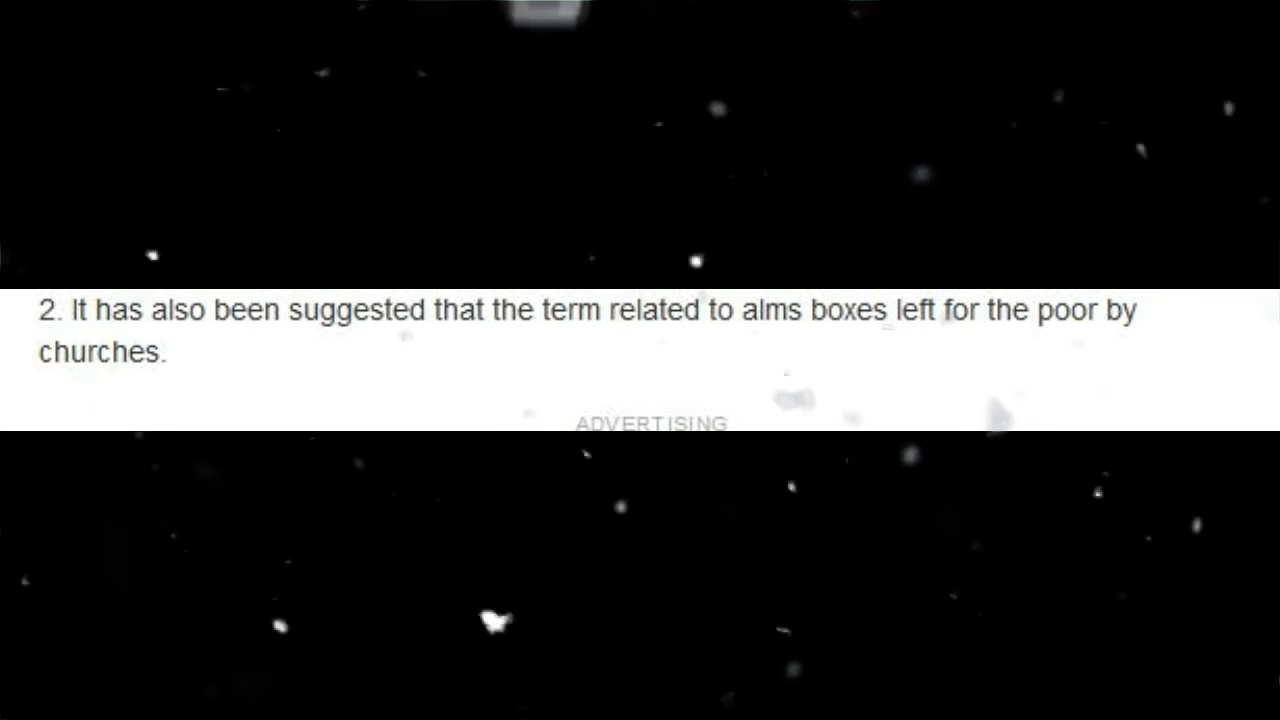 2. It has also been suggested that the term related to alms boxes left for the poor by
churches.
ADVERTISING